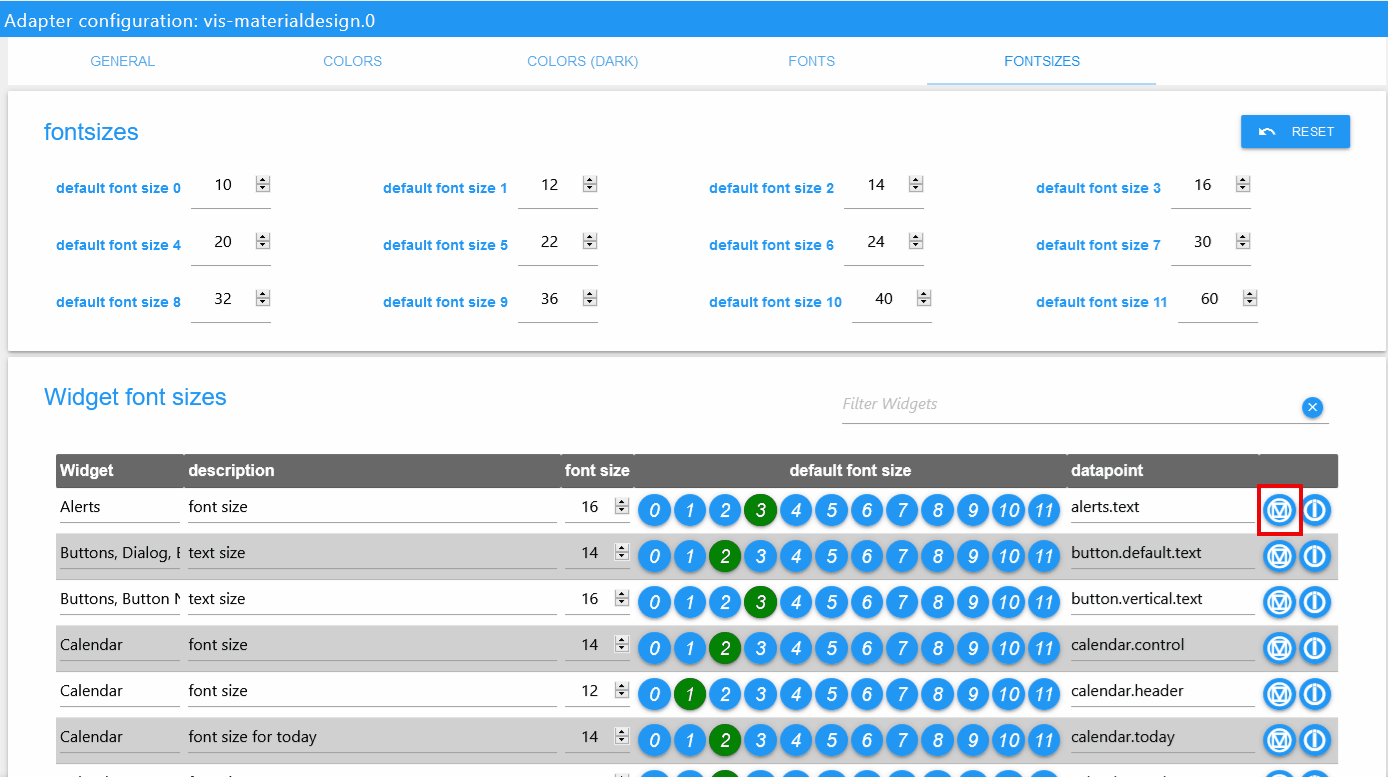 Adapter configuration: vis-materialdesign.0
GENERAL COLORS COLORS (DARK) FONTS FONTSIZES
fontsizes RESET
default font size 0 10 default font size 1 12 default font size 2 14 default font size 3 16
default font size 4 20 default font size 5 22 default font size 6 24 default font size 7 30
default font size 8 32 default font size 9 36 default font size 10 40 default font size 11 60
Widget font sizes
Filter Widgets
Widget description font size default font size datapoint
Alerts font size 16 0 1 2 3 4 5 6 7 8 9 10 11 alerts.text
Buttons, Dialog, text size 14 0 1 2 3 4 5 6 7 8 9 10 11 button.default.text
Buttons, Button text size 16 0 1 2 3 4 5 6 7 8 9 10 11 button.vertical.text
Calendar font size 14 0 1 2 3 4 5 6 7 8 9 10 11 calendar.control
Calendar font size 12 0 1 2 3 4 5 6 7 8 9 10 11 calendar.header
Calendar font size for today 14 0 1 2 3 4 5 6 7 8 9 10 11 calendar.today